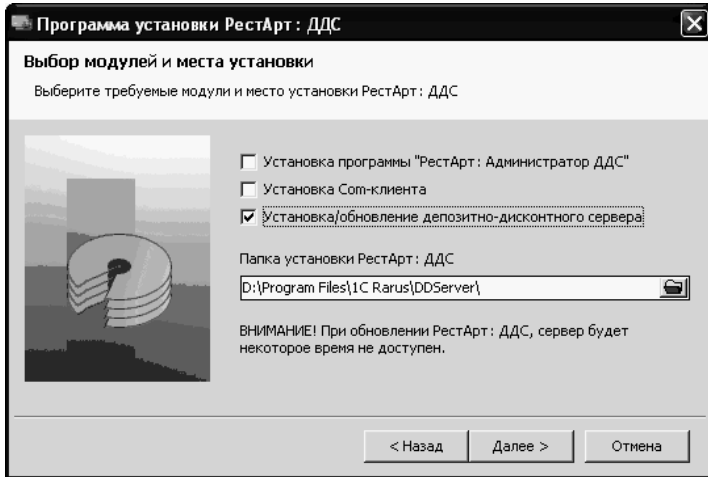 Программа установки РестАрт: ДДС
Выбор модулей и места установки
Выберите требуемые модули и место установки РестАрт: ДДС
Установка программы "РестАрт: Администратор ДДС"
Установка Com-клиента
Установка/обновление депозитно-дисконтного сервера
Папка установки РестАрт: ДДС
D:\Program Files\1C Rarus\DDServer\
ВНИМАНИЕ! При обновлении РестАрт: ДДС, сервер будет
некоторое время не доступен.
< Назад
Далее >
Отмена